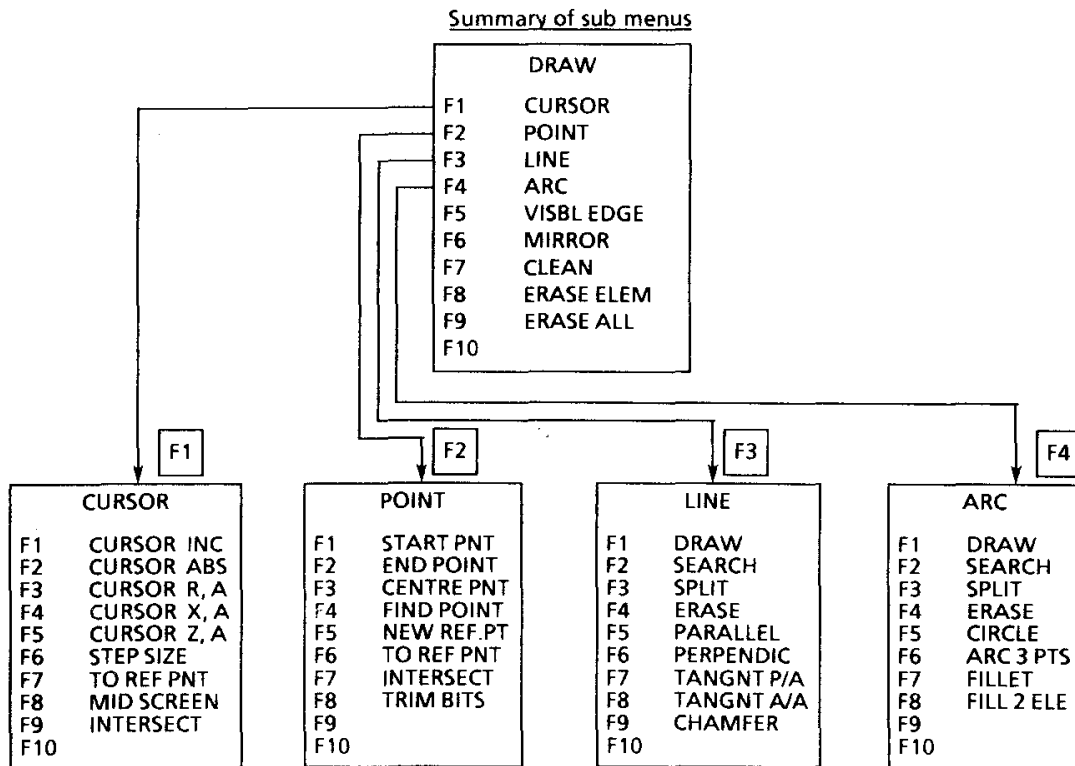 Summary of sub menus
DRAW
F1 CURSOR
F2 POINT
F3 LINE
F4 ARC
F5 VISBL EDGE
F6 MIRROR
F7 CLEAN
F8 ERASE ELEM
F9 ERASE ALL
F10
F1
CURSOR
F1 CURSOR INC
F2 CURSOR ABS
F3 CURSOR R, A
F4 CURSOR X, A
F5 CURSOR Z, A
F6 STEP SIZE
F7 TO REF PNT
F8 MID SCREEN
F9 INTERSECT
F10
F2
POINT
F1 START PNT
F2 END POINT
F3 CENTRE PNT
F4 FIND POINT
F5 NEW REF.PT
F6 TO REF PNT
F7 INTERSECT
F8 TRIM BITS
F9
F10
F3
LINE
F1 DRAW
F2 SEARCH
F3 SPLIT
F4 ERASE
F5 PARALLEL
F6 PERPENDIC
F7 TANGNT P/A
F8 TANGNT A/A
F9 CHAMFER
F10
F4
ARC
F1 DRAW
F2 SEARCH
F3 SPLIT
F4 ERASE
F5 CIRCLE
F6 ARC 3 PTS
F7 FILLET
F8 FILL 2 ELE
F9
F10